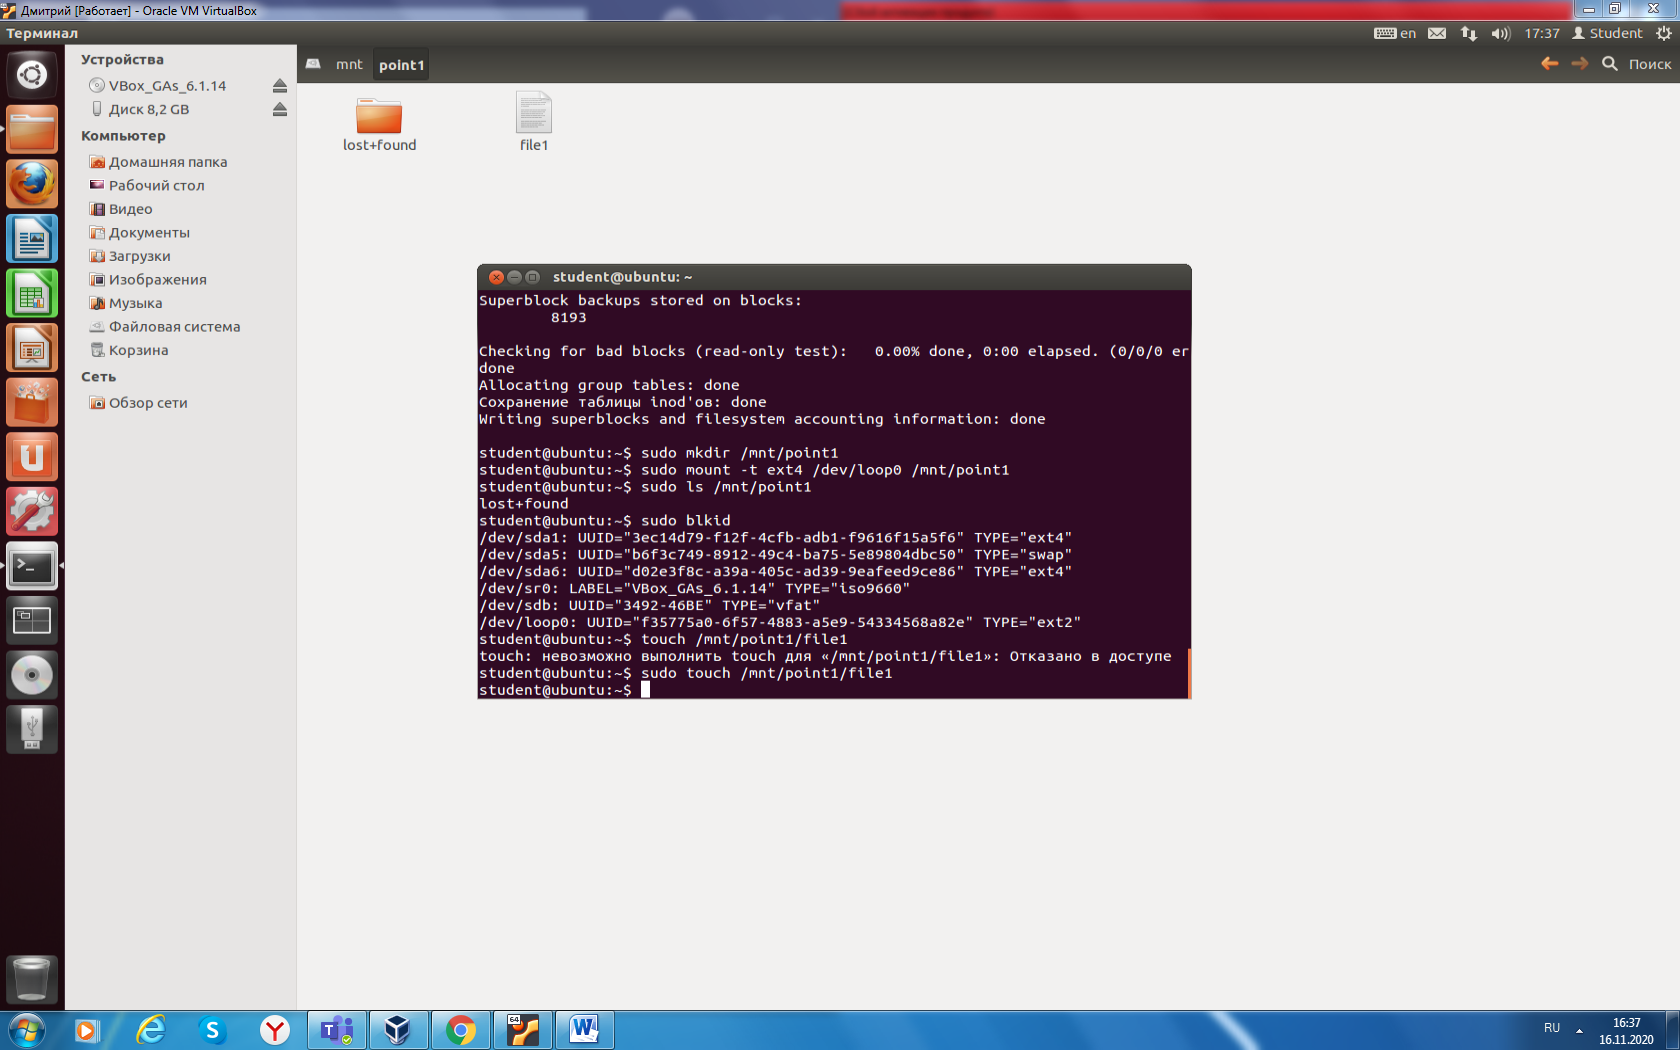 Дмитрий [Работает] - Oracle VM VirtualBox
Терминал
en
17:37
Student
Устройства
VBox_GAs_6.1.14
Диск 8,2 GB
Компьютер
Домашняя папка
Рабочий стол
Видео
Документы
Загрузки
Изображения
Музыка
Файловая система
Корзина
Сеть
Обзор сети
mnt
point1
Поиск
lost+found
file1
student@ubuntu: ~
Superblock backups stored on blocks:
8193
Checking for bad blocks (read-only test):   0.00% done, 0:00 elapsed. (0/0/0 er
done
Allocating group tables: done
Сохранение таблицы inod'ов: done
Writing superblocks and filesystem accounting information: done
student@ubuntu:~$ sudo mkdir /mnt/point1
student@ubuntu:~$ sudo mount -t ext4 /dev/loop0 /mnt/point1
student@ubuntu:~$ sudo ls /mnt/point1
lost+found
student@ubuntu:~$ sudo blkid
/dev/sda1: UUID="3ec14d79-f12f-4cfb-adb1-f9616f15a5f6" TYPE="ext4"
/dev/sda5: UUID="b6f3c749-8912-49c4-ba75-5e89804dbc50" TYPE="swap"
/dev/sda6: UUID="d02e3f8c-a39a-405c-ad39-9eafeed9ce86" TYPE="ext4"
/dev/sr0: LABEL="VBox_GAs_6.1.14" TYPE="iso9660"
/dev/sdb: UUID="3492-46BE" TYPE="vfat"
/dev/loop0: UUID="f35775a0-6f57-4883-a5e9-54334568a82e" TYPE="ext2"
student@ubuntu:~$ touch /mnt/point1/file1
touch: невозможно выполнить touch для «/mnt/point1/file1»: Отказано в доступе
student@ubuntu:~$ sudo touch /mnt/point1/file1
student@ubuntu:~$
64
RU
16:37
16.11.2020